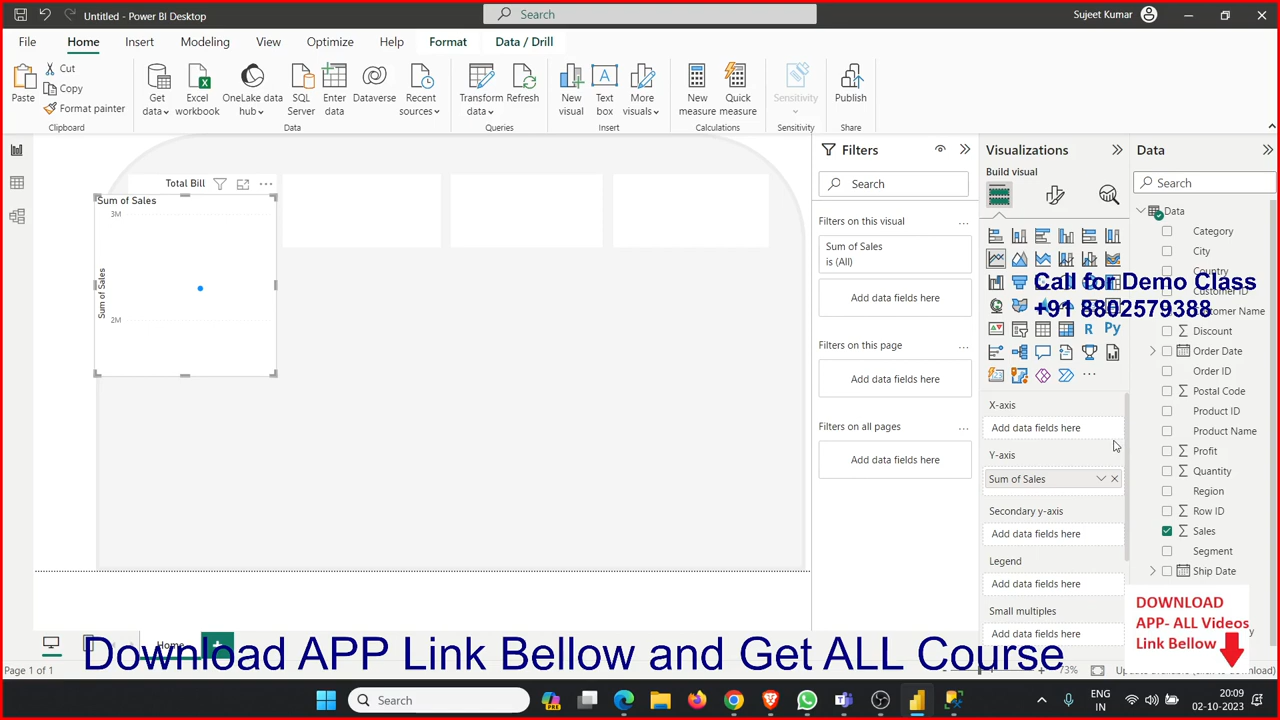 Untitled - Power BI Desktop
Search
Sujeet Kumar
File
Home
Insert
Modeling
View
Optimize
Help
Format
Data / Drill
Paste
Cut
Copy
Format painter
Clipboard
Get data
Excel workbook
OneLake data hub
SQL Server
Enter data
Dataverse
Recent sources
Data
Transform data
Refresh
Queries
New visual
Text box
More visuals
Insert
New measure
Quick measure
Calculations
Sensitivity
Sensitivity
Publish
Share
Total Bill
Sum of Sales
3M
Sum of Sales
2M
Filters
Search
Filters on this visual
Sum of Sales
is (All)
Add data fields here
Filters on this page
Add data fields here
Filters on all pages
Add data fields here
Visualizations
Build visual
R
Py
X-axis
Add data fields here
Y-axis
Sum of Sales
Secondary y-axis
Add data fields here
Legend
Add data fields here
Small multiples
Add data fields here
Data
Search
Data
Category
City
Country
Call for Demo Class
+91 8802579388
Discount
Order Date
Order ID
Postal Code
Product ID
Product Name
Profit
Quantity
Region
Row ID
Sales
Segment
Ship Date
DOWNLOAD
APP- ALL Videos
Link Bellow
Home
Download APP Link Bellow and Get ALL Course
Page 1 of 1
73%
Search
PRE
ENG
IN
20:09
02-10-2023